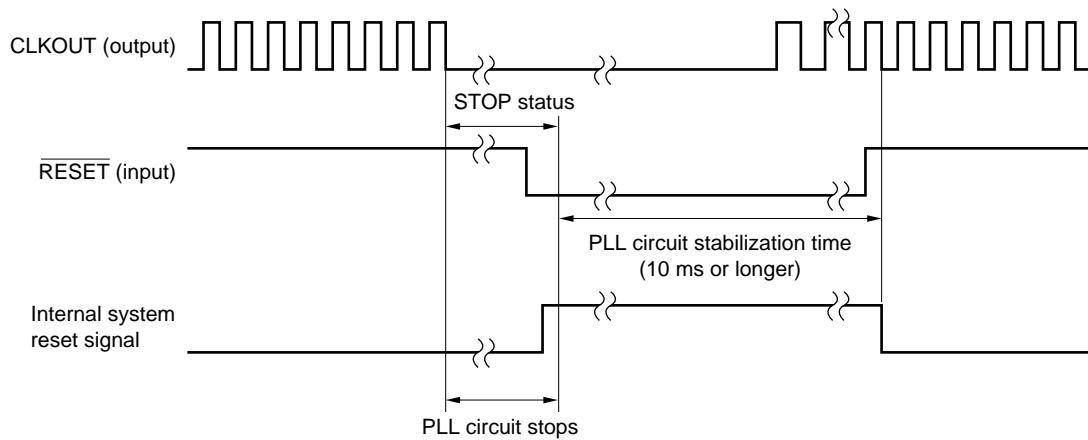 CLKOUT (output)
STOP status
RESET (input)
PLL circuit stabilization time
(10 ms or longer)
Internal system
reset signal
PLL circuit stops